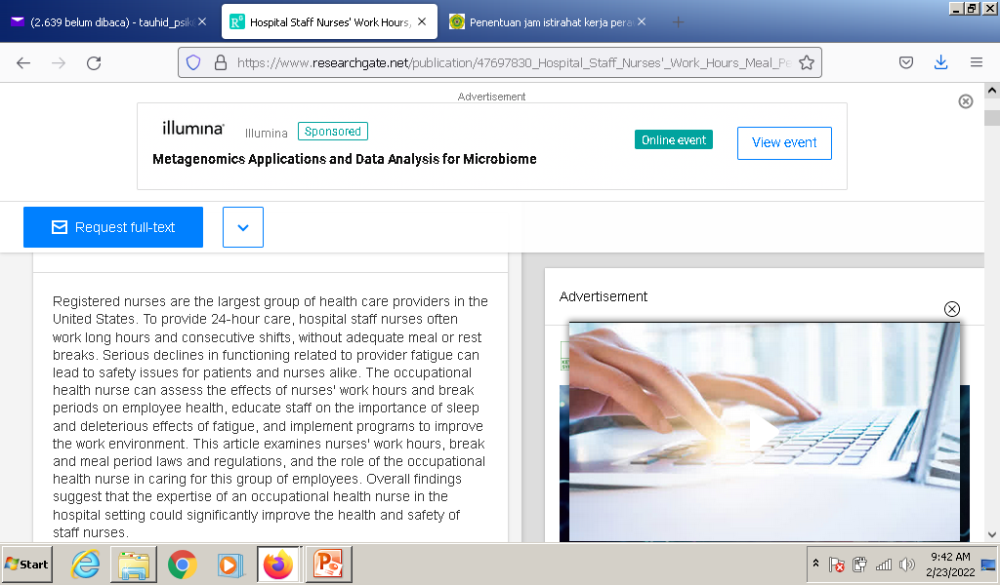 (2.639 belum dibaca) - tauhid_psik
Hospital Staff Nurses' Work Hours,
Penentuan jam istirahat kerja pera
https://www.researchgate.net/publication/47697830_Hospital_Staff_Nurses'_Work_Hours_Meal_Pe
Advertisement
illumina
Illumina
Sponsored
Metagenomics Applications and Data Analysis for Microbiome
Online event
View event
Request full-text
Registered nurses are the largest group of health care providers in the
United States. To provide 24-hour care, hospital staff nurses often
work long hours and consecutive shifts, without adequate meal or rest
breaks. Serious declines in functioning related to provider fatigue can
lead to safety issues for patients and nurses alike. The occupational
health nurse can assess the effects of nurses' work hours and break
periods on employee health, educate staff on the importance of sleep
and deleterious effects of fatigue, and implement programs to improve
the work environment. This article examines nurses' work hours, break
and meal period laws and regulations, and the role of the occupational
health nurse in caring for this group of employees. Overall findings
suggest that the expertise of an occupational health nurse in the
hospital setting could significantly improve the health and safety of
staff nurses.
Advertisement
Start
9:42 AM
2/23/2022